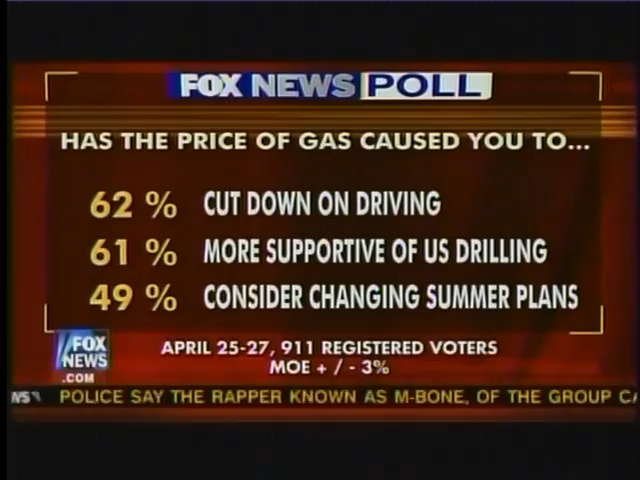 FOX NEWS POLL
HAS THE PRICE OF GAS CAUSED YOU TO...
62 % CUT DOWN ON DRIVING
61 % MORE SUPPORTIVE OF US DRILLING
49 % CONSIDER CHANGING SUMMER PLANS
FOX
NEWS
.COM
APRIL 25-27, 911 REGISTERED VOTERS
MOE + / - 3%
POLICE SAY THE RAPPER KNOWN AS M-BONE, OF THE GROUP